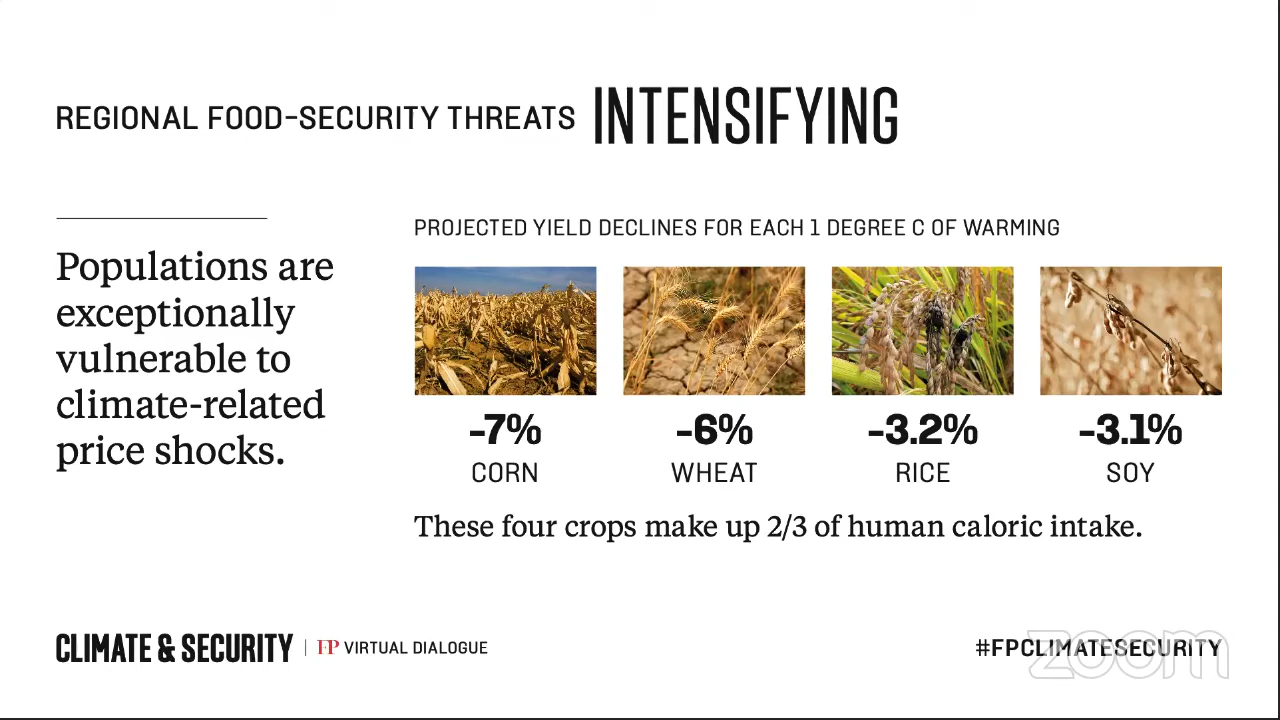 REGIONAL FOOD-SECURITY THREATS INTENSIFYING
Populations are
exceptionally
vulnerable to
climate-related
price shocks.
PROJECTED YIELD DECLINES FOR EACH 1 DEGREE C OF WARMING
-7% -6% -3.2% -3.1%
CORN WHEAT RICE SOY
These four crops make up 2/3 of human caloric intake.
CLIMATE & SECURITY | FP VIRTUAL DIALOGUE
#FPCLIMATESECURITY
zoom